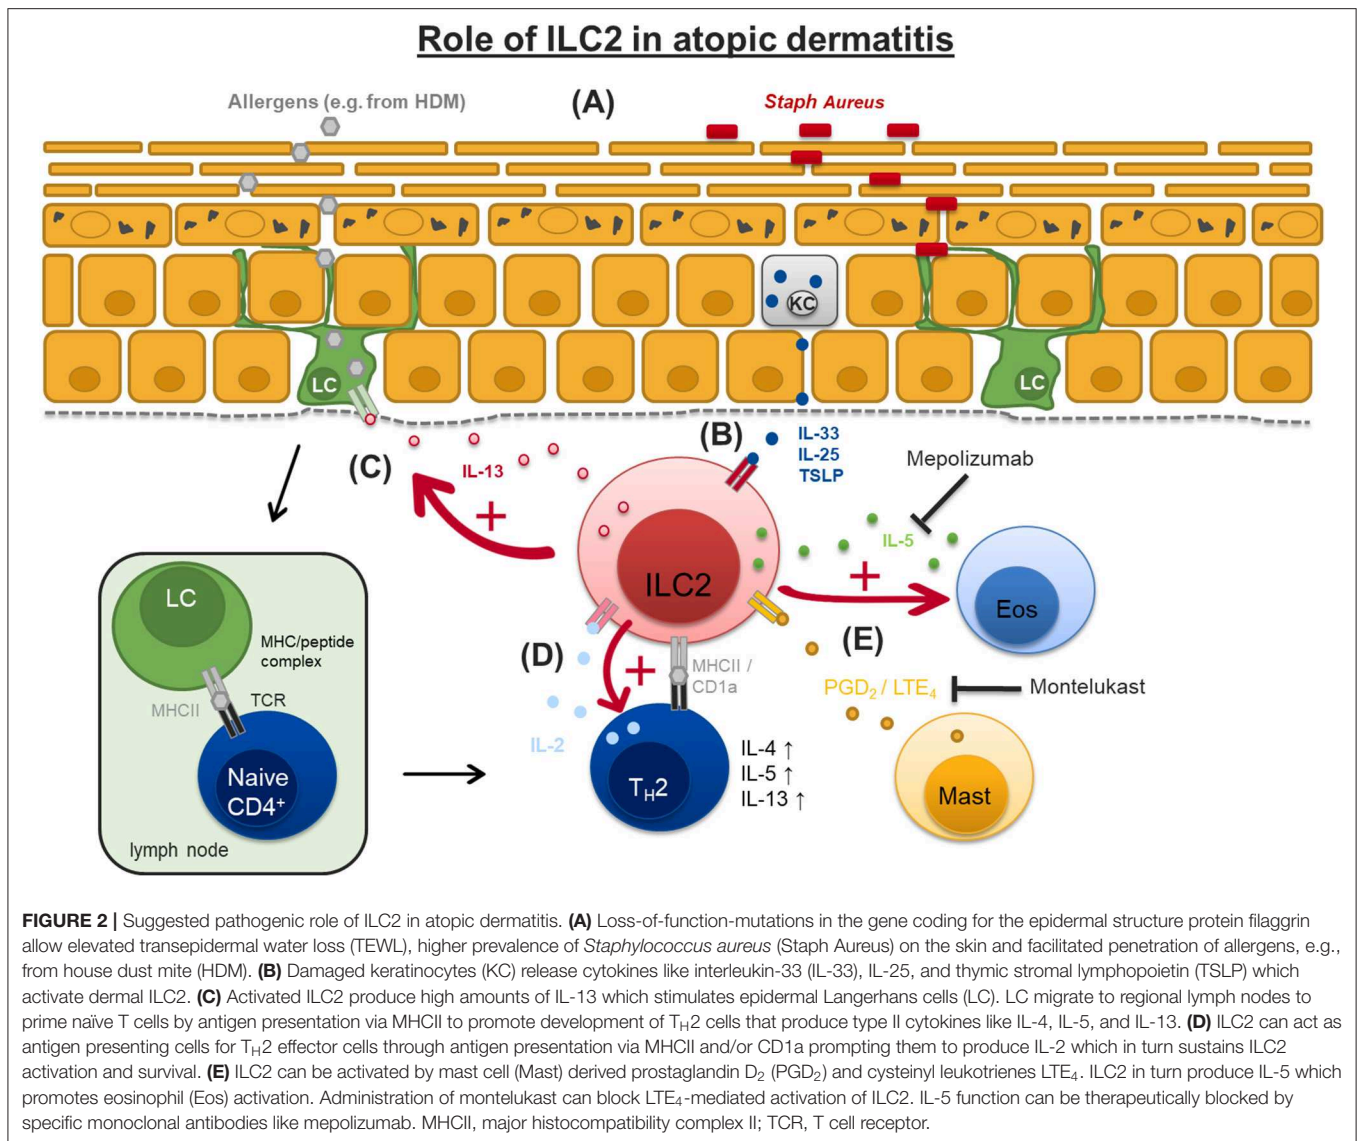 Role of ILC2 in atopic dermatitis
Allergens (e.g. from HDM)
(A)
Staph Aureus
KC
LC
LC
(B)
IL-33
IL-25
TSLP
(C)
IL-13
+
Mepolizumab
IL-5
+
ILC2
Eos
LC
MHC/peptide
complex
MHCII
TCR
Naive
CD4⁺
lymph node
(D)
+
MHCII /
CD1a
IL-2
T_H2
IL-4 ↑
IL-5 ↑
IL-13 ↑
(E)
PGD₂ / LTE₄
Montelukast
Mast
FIGURE 2 | Suggested pathogenic role of ILC2 in atopic dermatitis. (A) Loss-of-function-mutations in the gene coding for the epidermal structure protein filaggrin
allow elevated transepidermal water loss (TEWL), higher prevalence of Staphylococcus aureus (Staph Aureus) on the skin and facilitated penetration of allergens, e.g.,
from house dust mite (HDM). (B) Damaged keratinocytes (KC) release cytokines like interleukin-33 (IL-33), IL-25, and thymic stromal lymphopoietin (TSLP) which
activate dermal ILC2. (C) Activated ILC2 produce high amounts of IL-13 which stimulates epidermal Langerhans cells (LC). LC migrate to regional lymph nodes to
prime naïve T cells by antigen presentation via MHCII to promote development of T_H2 cells that produce type II cytokines like IL-4, IL-5, and IL-13. (D) ILC2 can act as
antigen presenting cells for T_H2 effector cells through antigen presentation via MHCII and/or CD1a prompting them to produce IL-2 which in turn sustains ILC2
activation and survival. (E) ILC2 can be activated by mast cell (Mast) derived prostaglandin D₂ (PGD₂) and cysteinyl leukotrienes LTE₄. ILC2 in turn produce IL-5 which
promotes eosinophil (Eos) activation. Administration of montelukast can block LTE₄-mediated activation of ILC2. IL-5 function can be therapeutically blocked by
specific monoclonal antibodies like mepolizumab. MHCII, major histocompatibility complex II; TCR, T cell receptor.